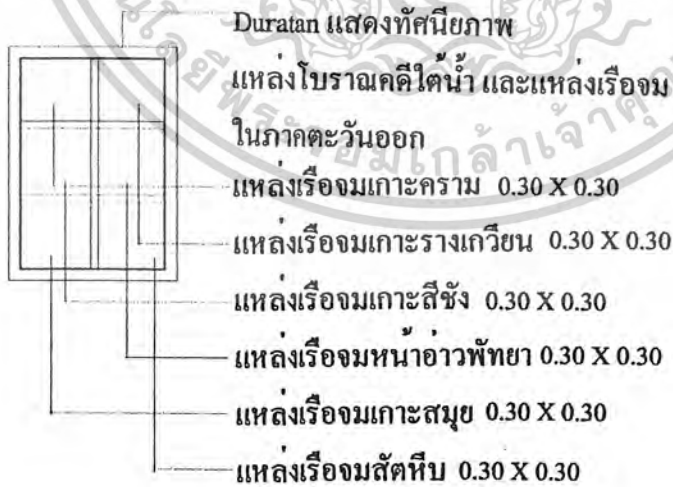 Duratan แสดงทัศนียภาพ
แหล่งโบราณคดีใต้น้ำ และแหล่งเรือจม
ในภาคตะวันออก
แหล่งเรือจมเกาะคราม 0.30 X 0.30
แหล่งเรือจมเกาะรางเกวียน 0.30 X 0.30
แหล่งเรือจมเกาะสีชัง 0.30 X 0.30
แหล่งเรือจมหน้าอ่าวพัทยา 0.30 X 0.30
แหล่งเรือจมเกาะสมุย 0.30 X 0.30
แหล่งเรือจมสัตหีบ 0.30 X 0.30